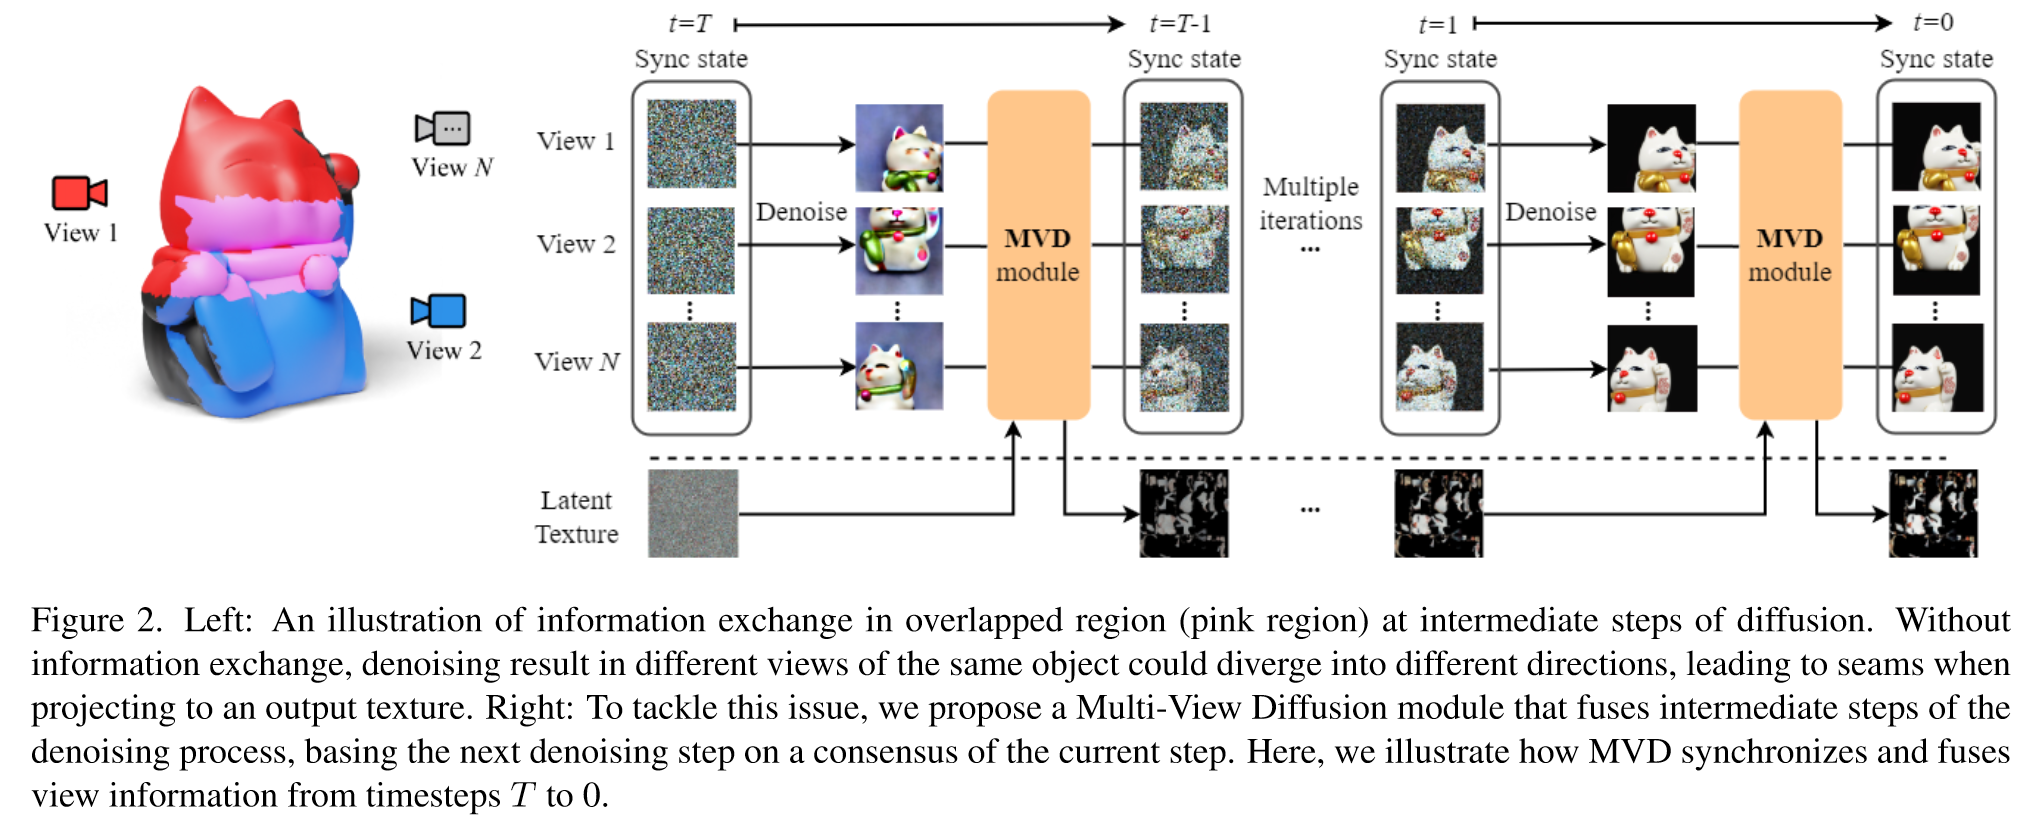 t=T
t=T-1
t=1
t=0
Sync state
Sync state
Sync state
Sync state
View 1
View N
View 2
View 1
View 2
View N
Denoise
MVD
module
Multiple
iterations
...
Denoise
MVD
module
Latent
Texture
...
Figure 2. Left: An illustration of information exchange in overlapped region (pink region) at intermediate steps of diffusion. Without
information exchange, denoising result in different views of the same object could diverge into different directions, leading to seams when
projecting to an output texture. Right: To tackle this issue, we propose a Multi-View Diffusion module that fuses intermediate steps of the
denoising process, basing the next denoising step on a consensus of the current step. Here, we illustrate how MVD synchronizes and fuses
view information from timesteps T to 0.